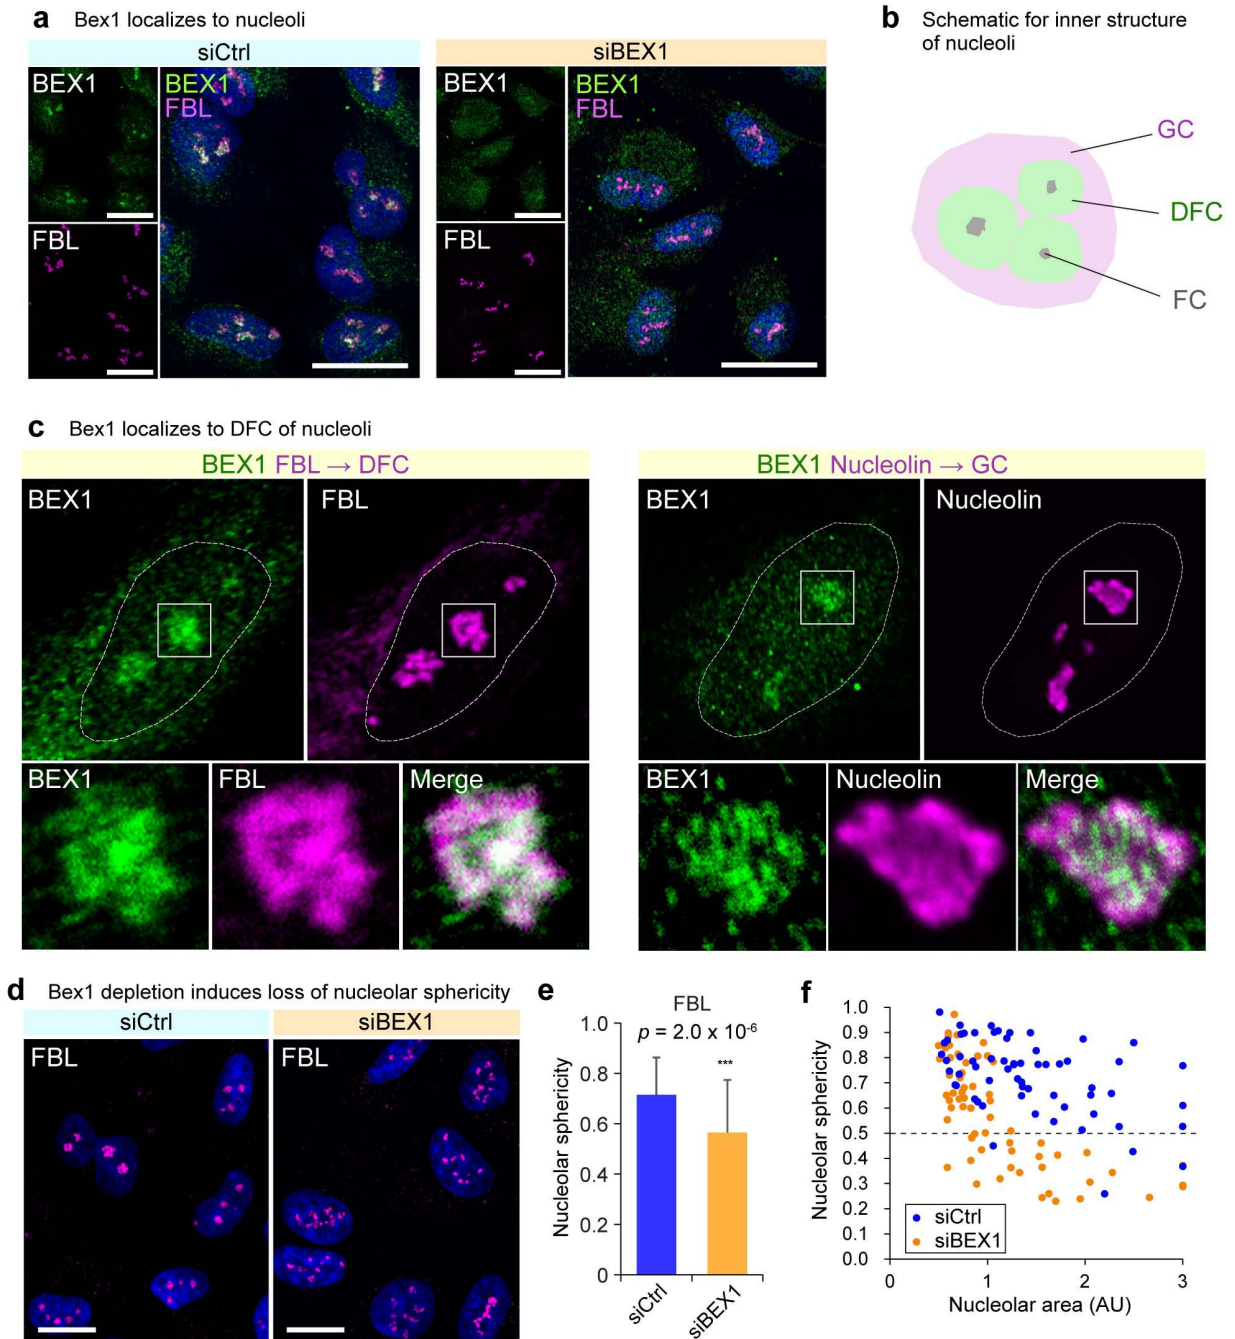 a Bex1 localizes to nucleoli
siCtrl
siBEX1
BEX1
BEX1
FBL
FBL
BEX1
BEX1
FBL
FBL
b Schematic for inner structure
of nucleoli
GC
DFC
FC
c Bex1 localizes to DFC of nucleoli
BEX1 FBL → DFC
BEX1 Nucleolin → GC
BEX1
FBL
BEX1
Nucleolin
BEX1
FBL
Merge
BEX1
Nucleolin
Merge
d Bex1 depletion induces loss of nucleolar sphericity
siCtrl
siBEX1
FBL
FBL
e
FBL
p = 2.0 x 10-6
***
Nucleolar sphericity
1.0
0.8
0.6
0.4
0.2
0
siCtrl
siBEX1
f
Nucleolar sphericity
1.0
0.9
0.8
0.7
0.6
0.5
0.4
0.3
0.2
0.1
0.0
siCtrl
siBEX1
0 1 2 3
Nucleolar area (AU)